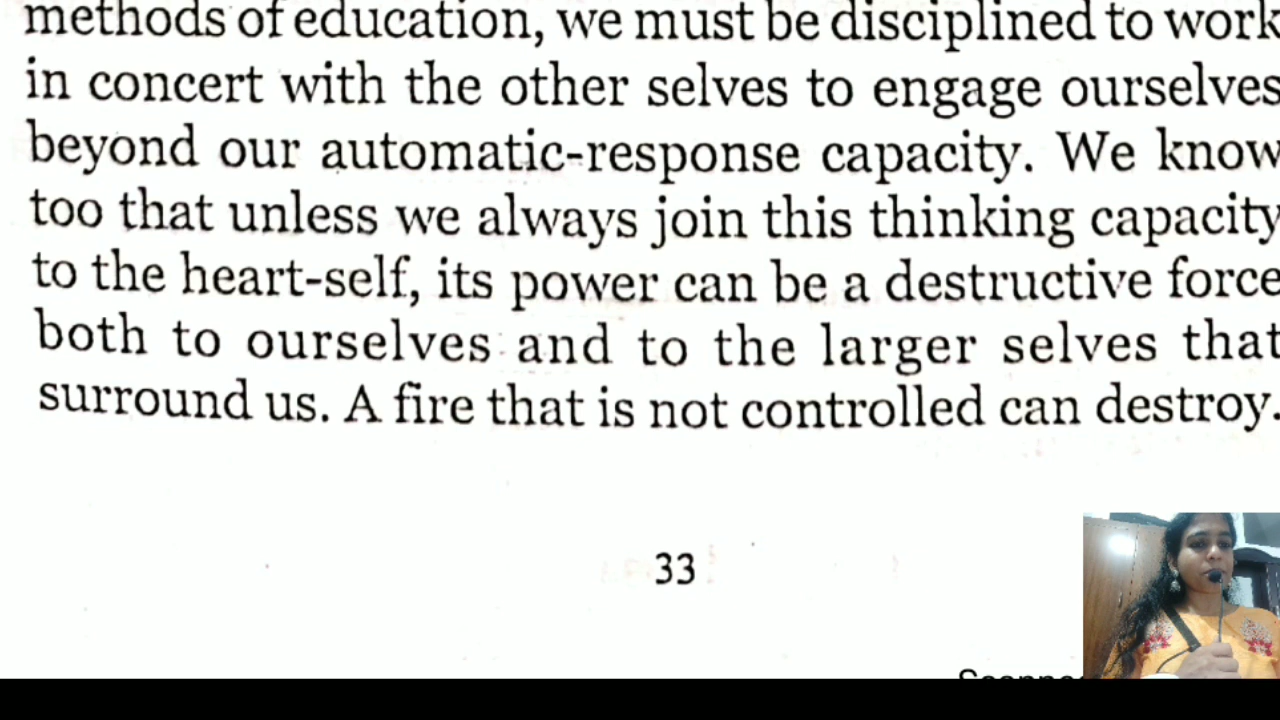 methods of education, we must be disciplined to work
in concert with the other selves to engage ourselves
beyond our automatic-response capacity. We know
too that unless we always join this thinking capacity
to the heart-self, its power can be a destructive force
both to ourselves and to the larger selves that
surround us. A fire that is not controlled can destroy.
33